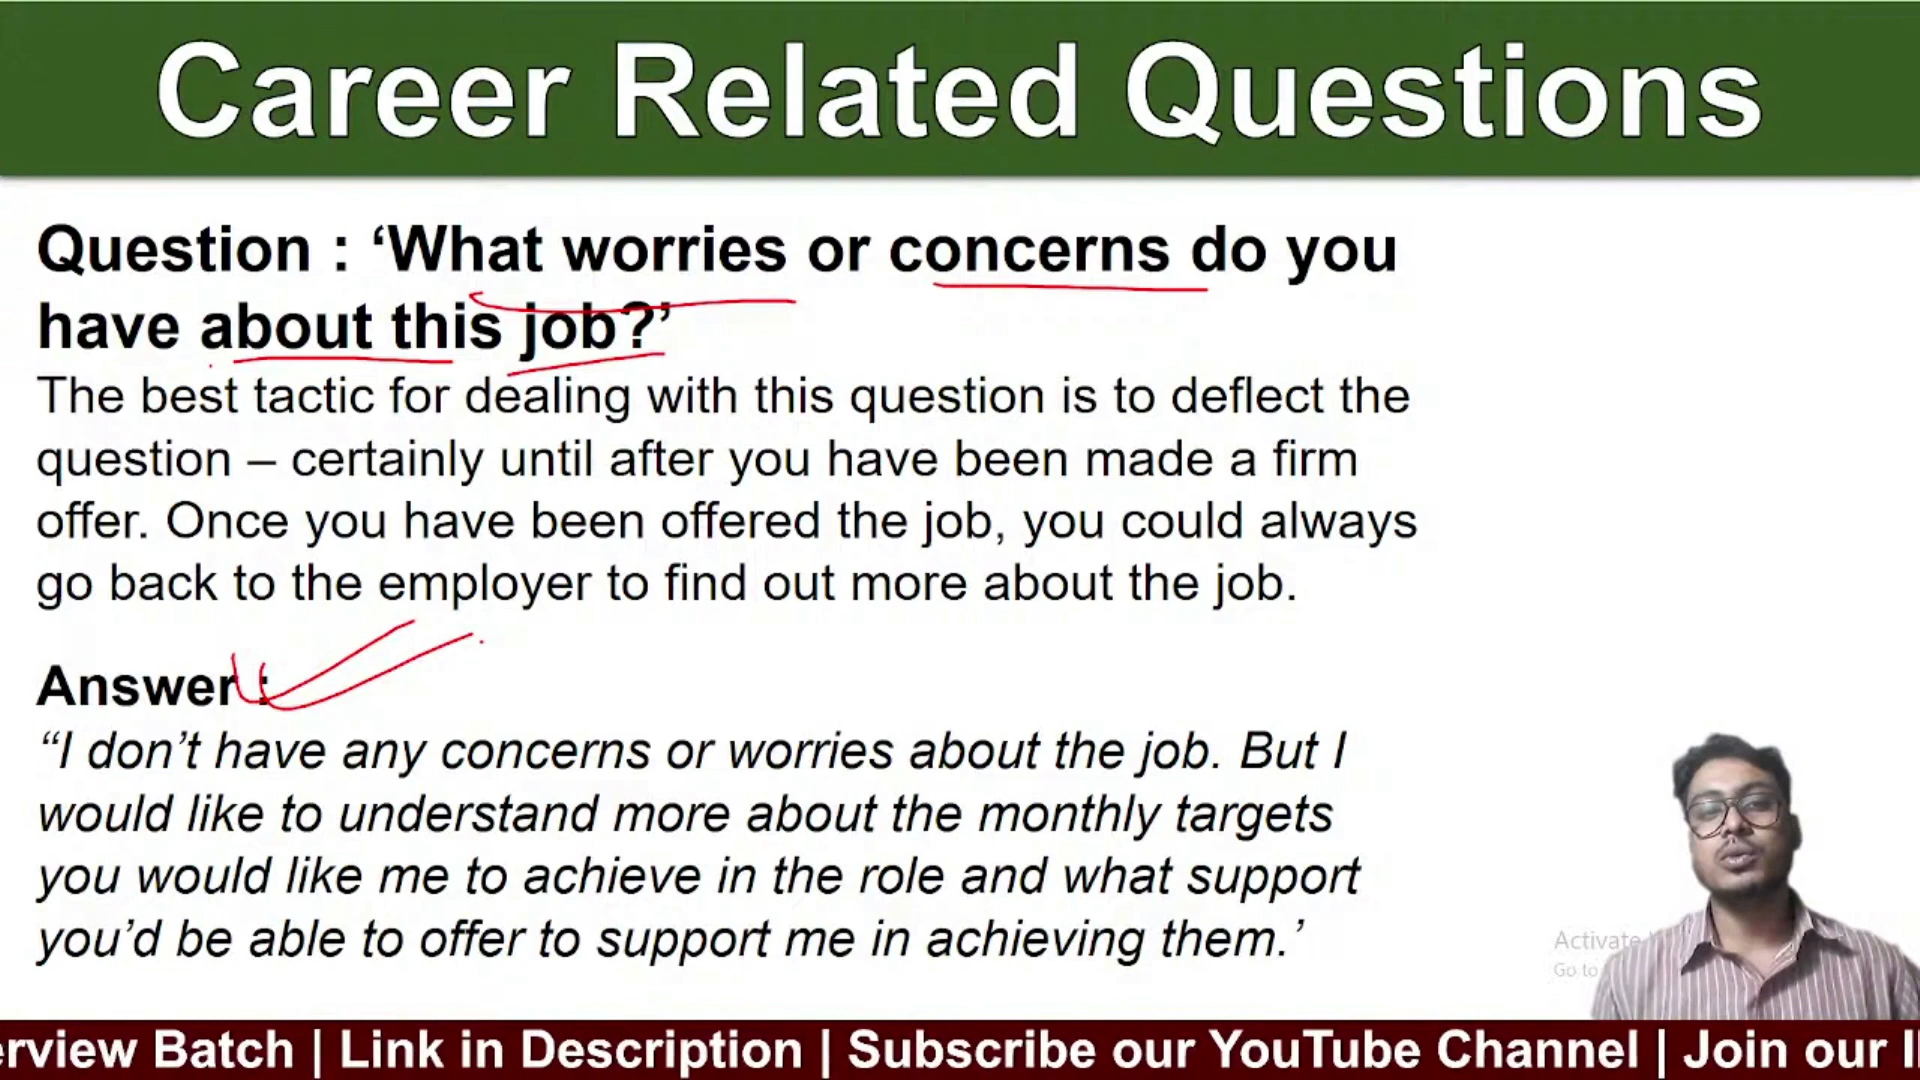 Career Related Questions
Question : ‘What worries or concerns do you
have about this job?’
The best tactic for dealing with this question is to deflect the
question – certainly until after you have been made a firm
offer. Once you have been offered the job, you could always
go back to the employer to find out more about the job.
Answer :
“I don’t have any concerns or worries about the job. But I
would like to understand more about the monthly targets
you would like me to achieve in the role and what support
you’d be able to offer to support me in achieving them.’
Activate
Go to
erview Batch | Link in Description | Subscribe our YouTube Channel | Join our